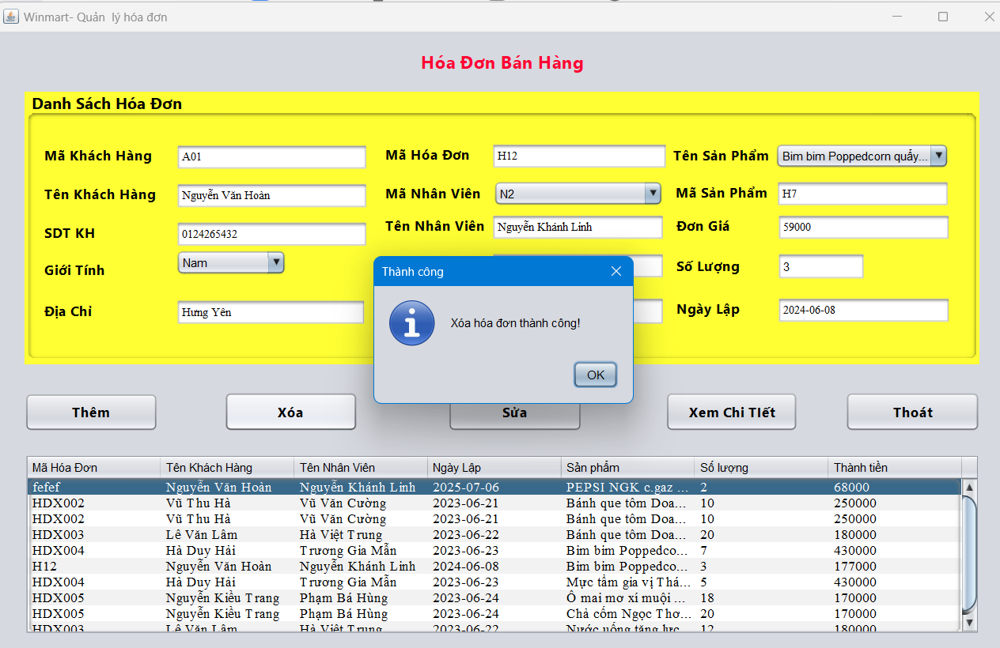 Winmart- Quản lý hóa đơn
Hóa Đơn Bán Hàng
Danh Sách Hóa Đơn
Mã Khách Hàng A01 Mã Hóa Đơn H12 Tên Sản Phẩm Bim bim Poppedcorn quẩy...
Tên Khách Hàng Nguyễn Văn Hoàn Mã Nhân Viên N2 Mã Sản Phẩm H7
SDT KH 0124265432 Tên Nhân Viên Nguyễn Khánh Linh Đơn Giá 59000
Giới Tính Nam Số Lượng 3
Địa Chỉ Hưng Yên Ngày Lập 2024-06-08
Thành công
Xóa hóa đơn thành công!
OK
Thêm Xóa Sửa Xem Chi TIết Thoát
Mã Hóa Đơn Tên Khách Hàng Tên Nhân Viên Ngày Lập Sản phẩm Số lượng Thành tiền
fefef Nguyễn Văn Hoàn Nguyễn Khánh Linh 2025-07-06 PEPSI NGK c.gaz ... 2 68000
HDX002 Vũ Thu Hà Vũ Văn Cường 2023-06-21 Bánh que tôm Doa... 10 250000
HDX002 Vũ Thu Hà Vũ Văn Cường 2023-06-21 Bánh que tôm Doa... 10 250000
HDX003 Lê Văn Lâm Hà Việt Trung 2023-06-22 Bánh que tôm Doa... 20 180000
HDX004 Hà Duy Hải Trương Gia Mẫn 2023-06-23 Bim bim Poppedco... 7 430000
H12 Nguyễn Văn Hoàn Nguyễn Khánh Linh 2024-06-08 Bim bim Poppedco... 3 177000
HDX004 Hà Duy Hải Trương Gia Mẫn 2023-06-23 Mực tẩm gia vị Thá... 5 430000
HDX005 Nguyễn Kiều Trang Phạm Bá Hùng 2023-06-24 Ô mai mơ xí muội ... 18 170000
HDX005 Nguyễn Kiều Trang Phạm Bá Hùng 2023-06-24 Chả cốm Ngọc Thơ... 20 170000
HDX003 Lê Văn Lâm Hà Việt Trung 2023-06-22 Nước uống tăng lực 12 180000